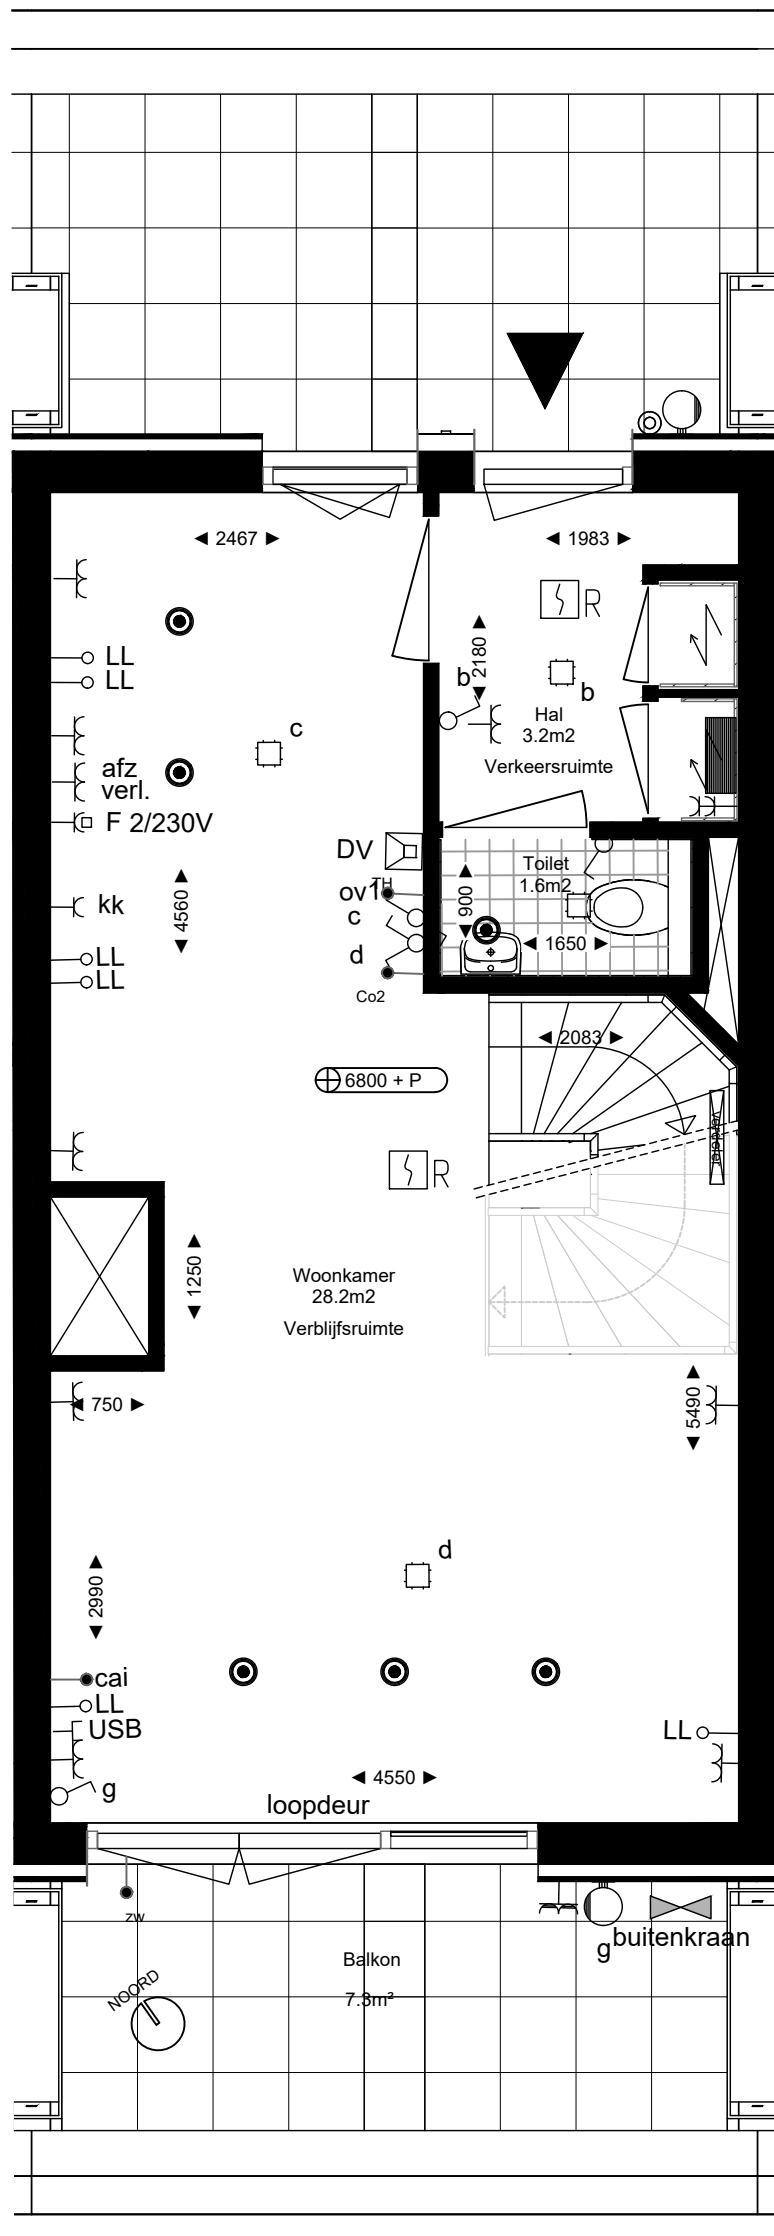 2467
1983
R
2180
LL
LL
b
b
c
Hal
3.2m2
Verkeersruimte
afz
verl.
F 2/230V
DV
Toilet
1.6m2
TH
ov1
900
kk
c
4560
1650
d
LL
LL
Co2
2083
6800 + P
verdeler
R
1250
Woonkamer
28.2m2
Verblijfsruimte
750
5490
d
2990
cai
LL
USB
LL
g
4550
loopdeur
zw
buitenkraan
g
Balkon
7.3m²
NOORD